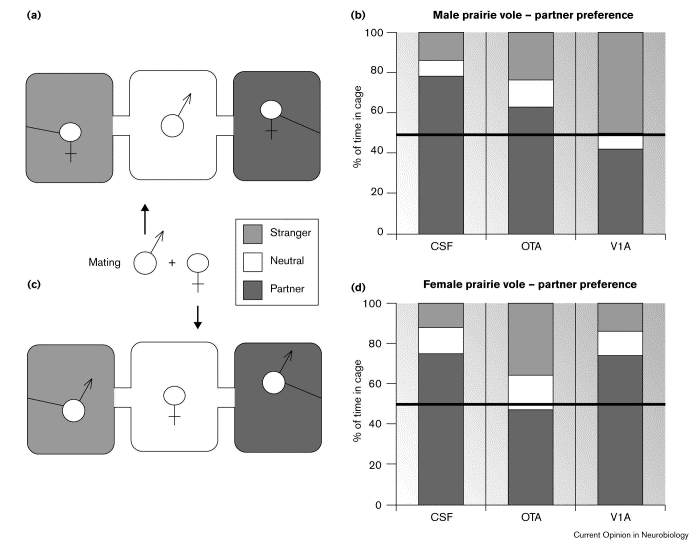 (a)
(b)
Male prairie vole – partner preference
% of time in cage
100
80
60
40
20
0
CSF
OTA
V1A
Mating
+
Stranger
Neutral
Partner
(c)
(d)
Female prairie vole – partner preference
% of time in cage
100
80
60
40
20
0
CSF
OTA
V1A
Current Opinion in Neurobiology